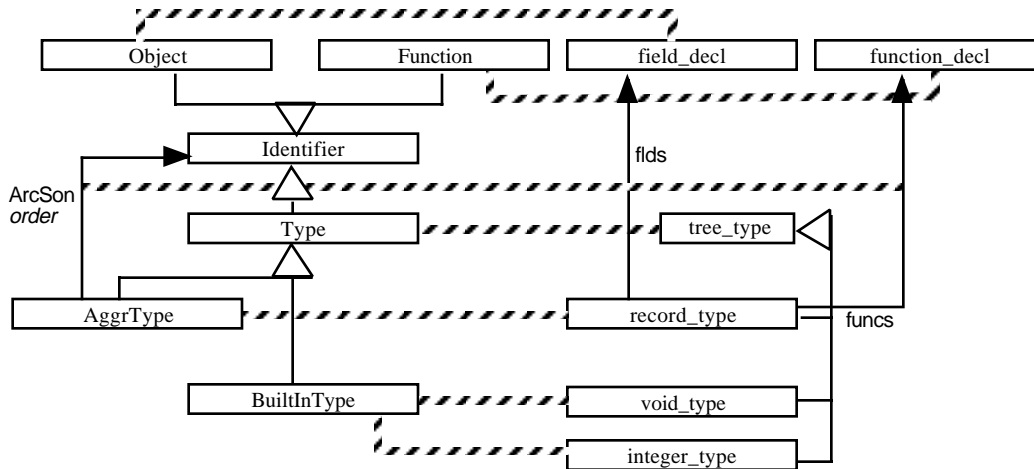 Object
Function
field_decl
function_decl
Identifier
flds
ArcSon
order
Type
tree_type
AggrType
record_type
funcs
BuiltInType
void_type
integer_type